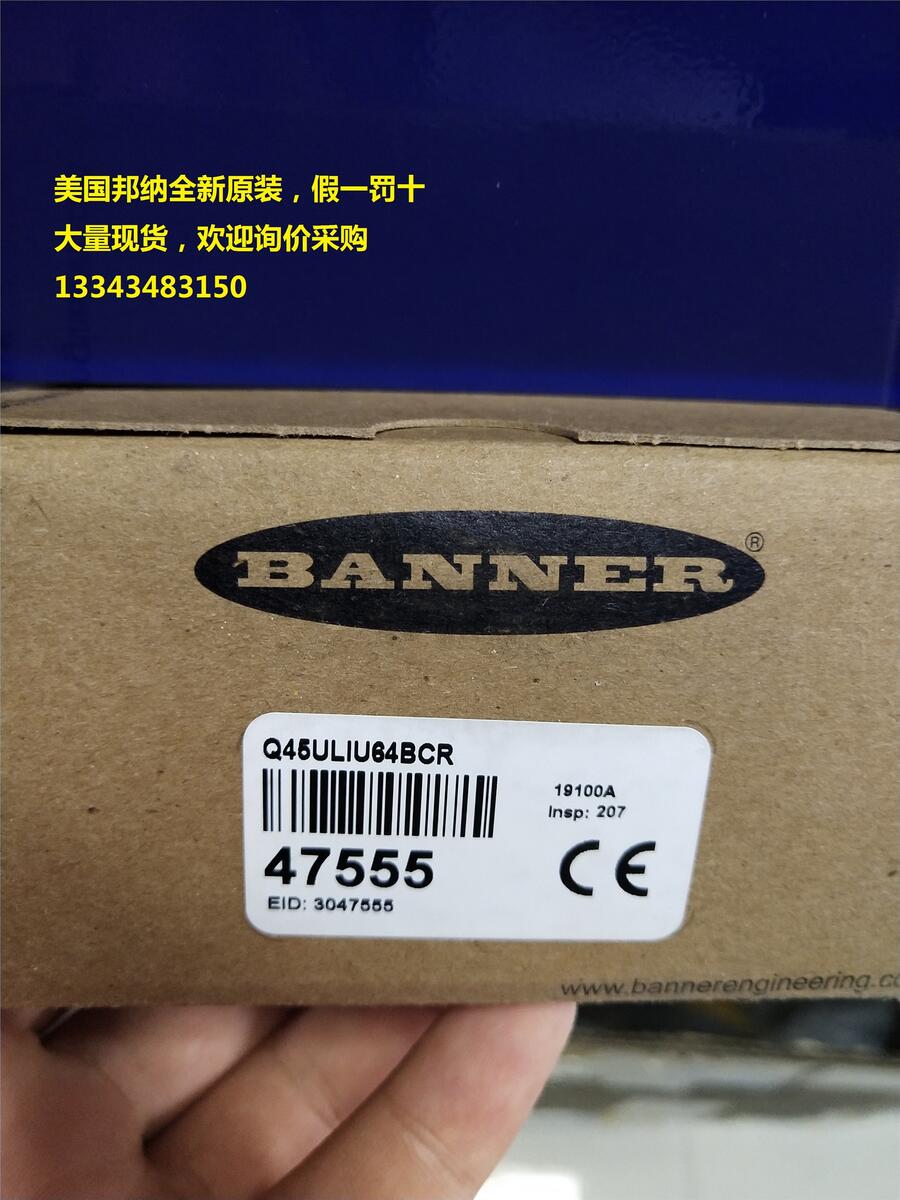 美国邦纳全新原装，假一罚十
大量现货，欢迎询价采购
13343483150
BANNER®
Q45ULIU64BCR
19100A
Insp: 207
47555
EID: 3047555
CE
www.bannerengineering.co